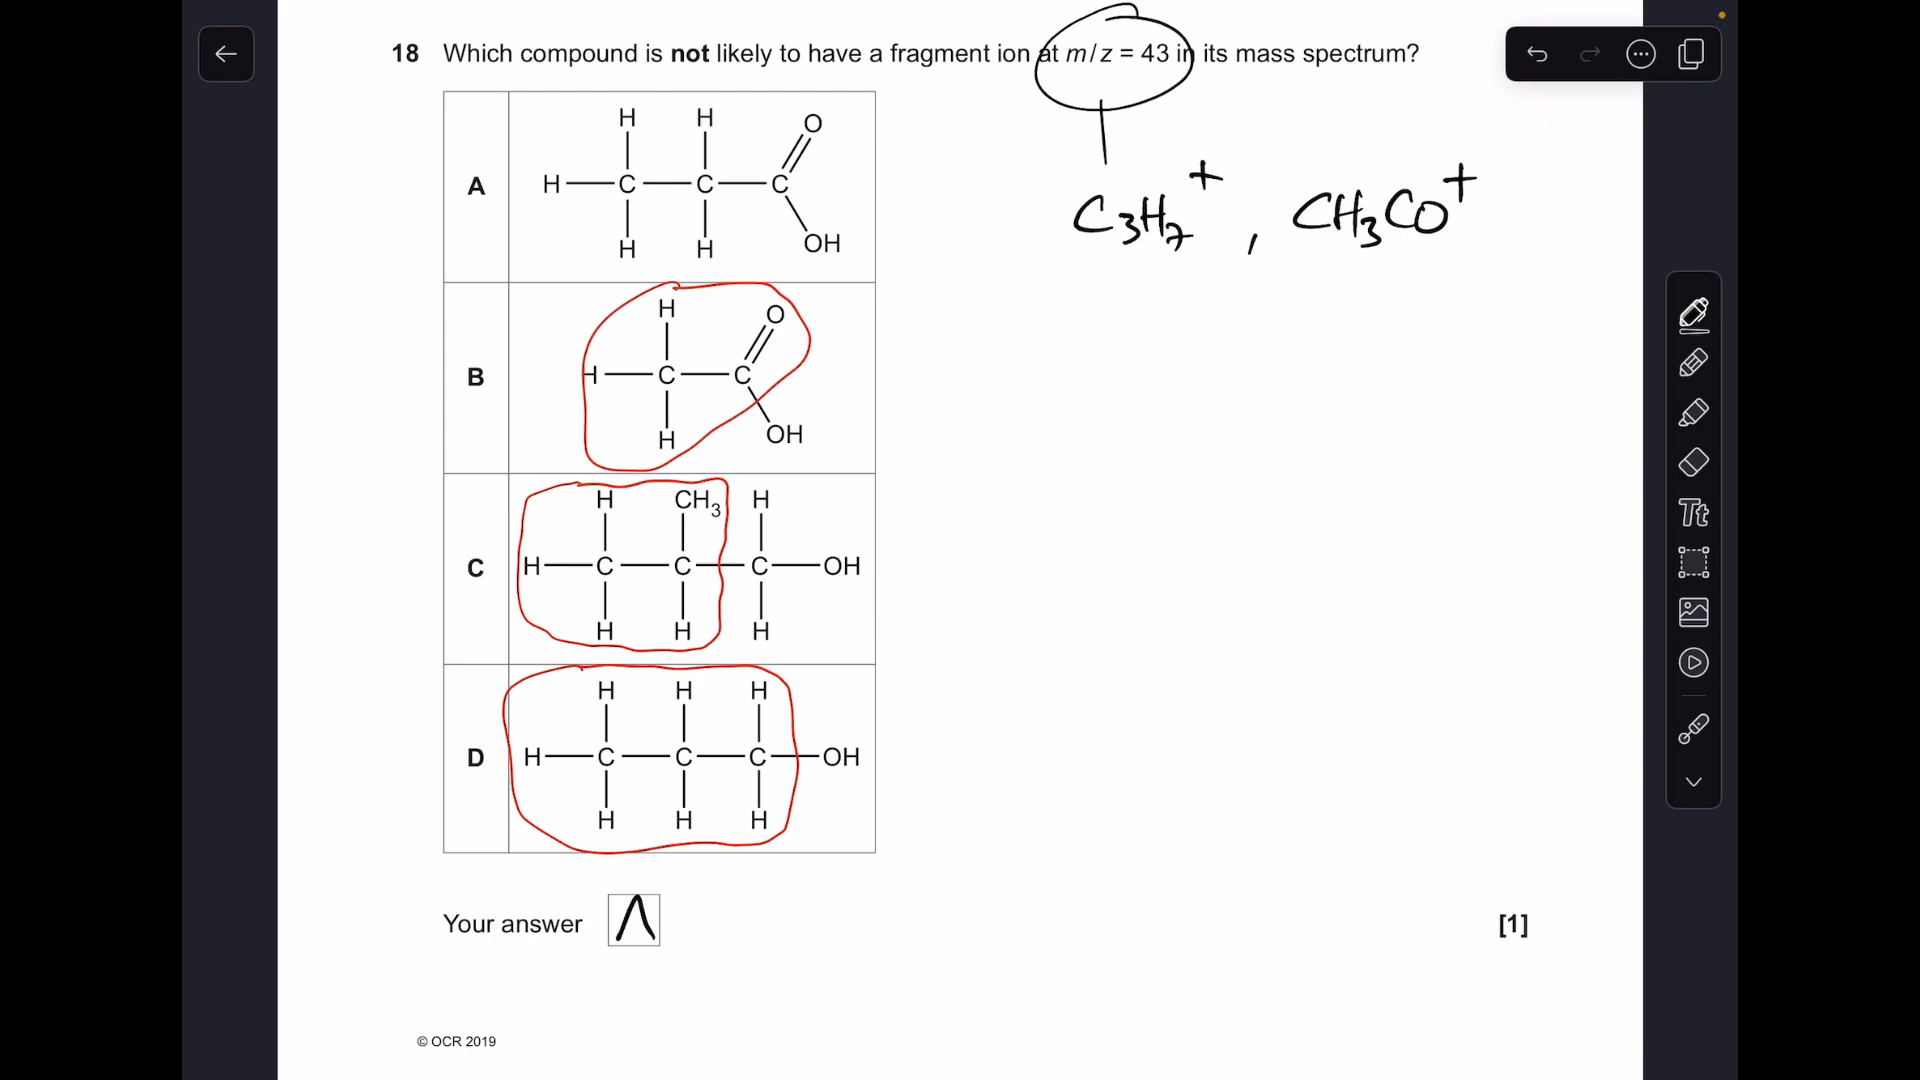 18 Which compound is not likely to have a fragment ion at m/z = 43 in its mass spectrum?
C3H7+ , CH3CO+
A
H H O
H C C C
H H OH
B
H O
H C C
H OH
C
H CH3 H
H C C C OH
H H H
D
H H H
H C C C OH
H H H
Your answer
[1]
© OCR 2019
Tt